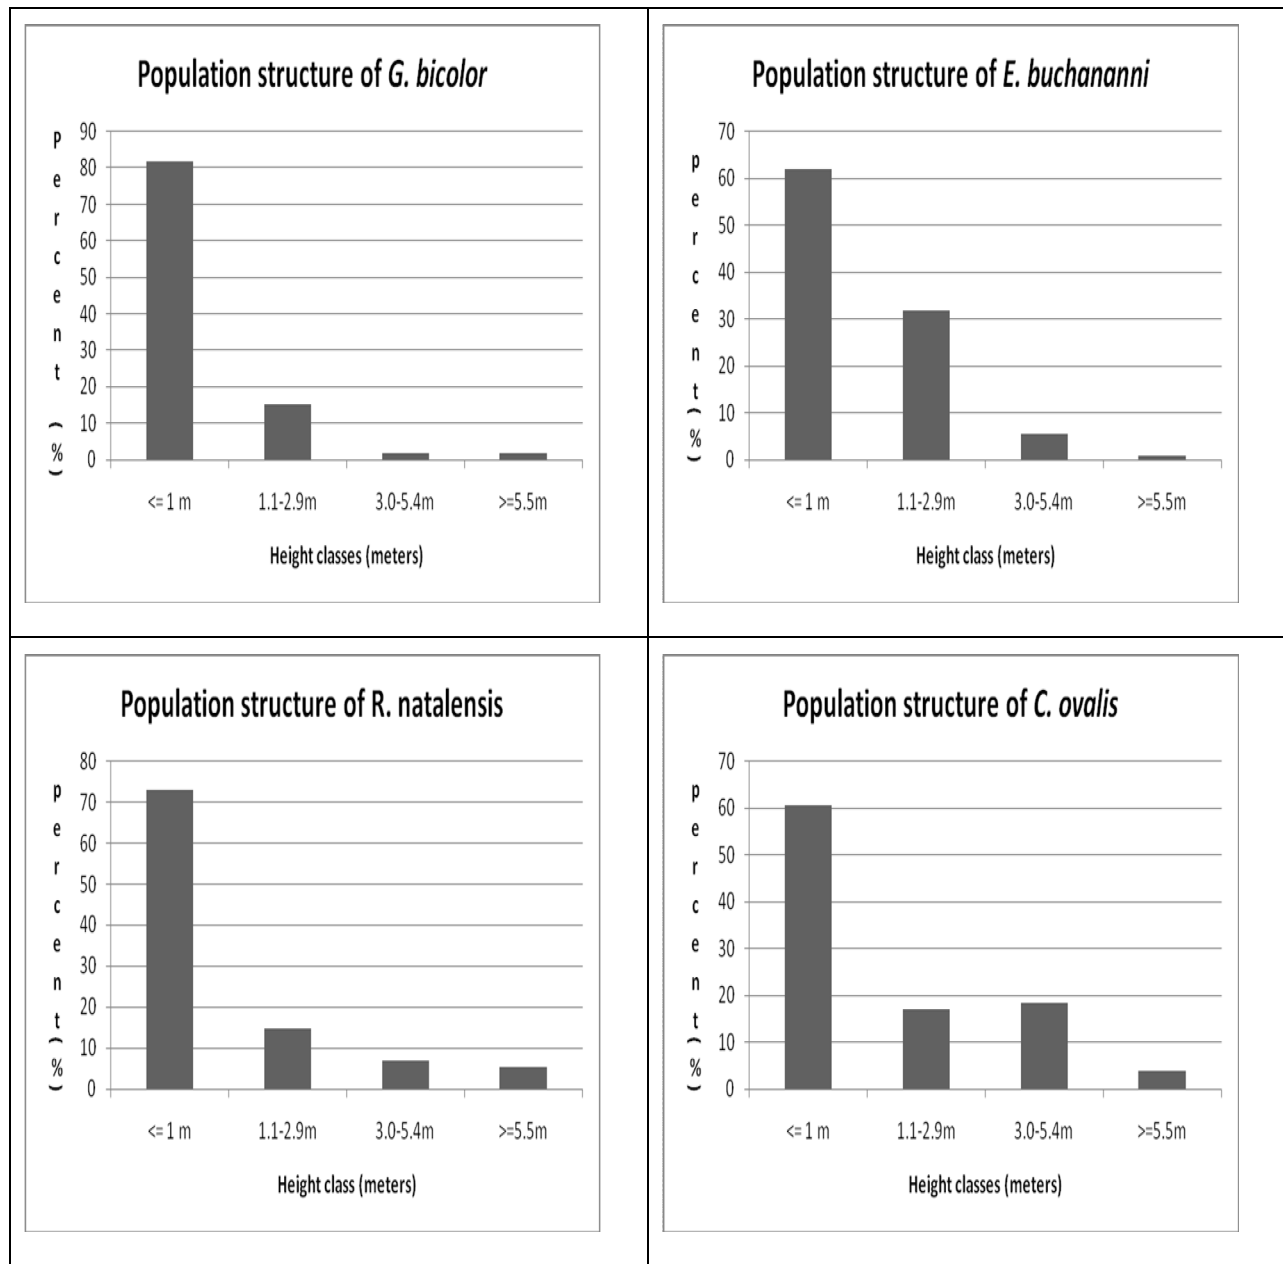 Population structure of G. bicolor
Percent (%)
90
80
70
60
50
40
30
20
10
0
<= 1 m 1.1-2.9m 3.0-5.4m >=5.5m
Height classes (meters)
Population structure of E. buchananni
percent (%)
70
60
50
40
30
20
10
0
<= 1 m 1.1-2.9m 3.0-5.4m >=5.5m
Height class (meters)
Population structure of R. natalensis
percent (%)
80
70
60
50
40
30
20
10
0
<= 1 m 1.1-2.9m 3.0-5.4m >=5.5m
Height class (meters)
Population structure of C. ovalis
percent (%)
70
60
50
40
30
20
10
0
<= 1 m 1.1-2.9m 3.0-5.4m >=5.5m
Height classes (meters)